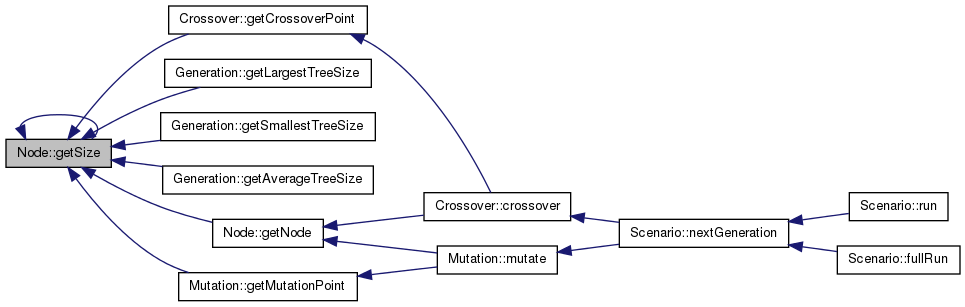 Crossover::getCrossoverPoint
Generation::getLargestTreeSize
Generation::getSmallestTreeSize
Node::getSize
Generation::getAverageTreeSize
Crossover::crossover
Scenario::run
Node::getNode
Scenario::nextGeneration
Mutation::mutate
Scenario::fullRun
Mutation::getMutationPoint